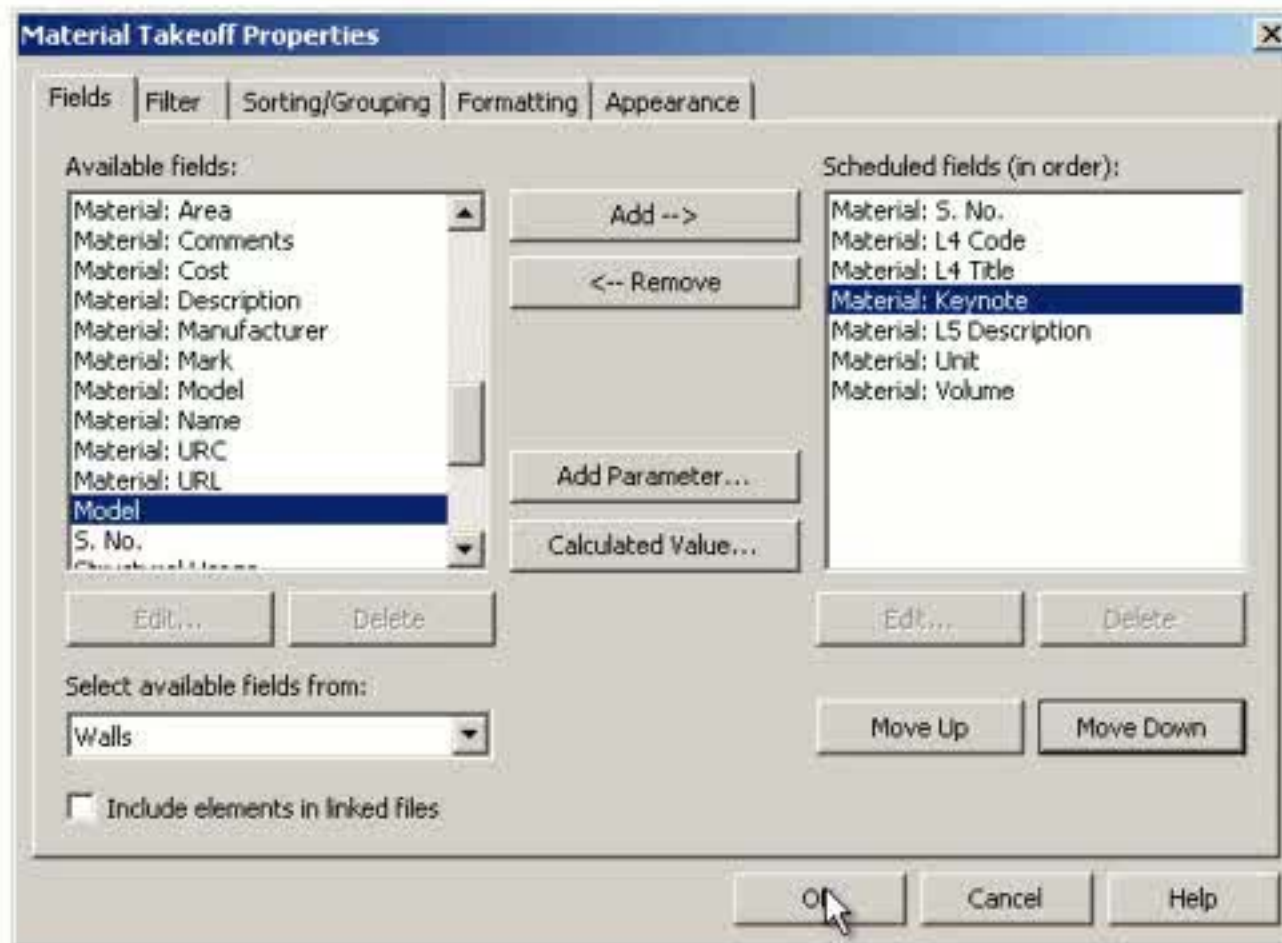 Material Takeoff Properties
Fields Filter Sorting/Grouping Formatting Appearance
Available fields:
Material: Area
Material: Comments
Material: Cost
Material: Description
Material: Manufacturer
Material: Mark
Material: Model
Material: Name
Material: URC
Material: URL
Model
S. No.
Add -->
<-- Remove
Add Parameter...
Calculated Value...
Scheduled fields (in order):
Material: S. No.
Material: L4 Code
Material: L4 Title
Material: Keynote
Material: L5 Description
Material: Unit
Material: Volume
Edit... Delete
Edit... Delete
Select available fields from:
Walls
Move Up Move Down
Include elements in linked files
Cancel Help